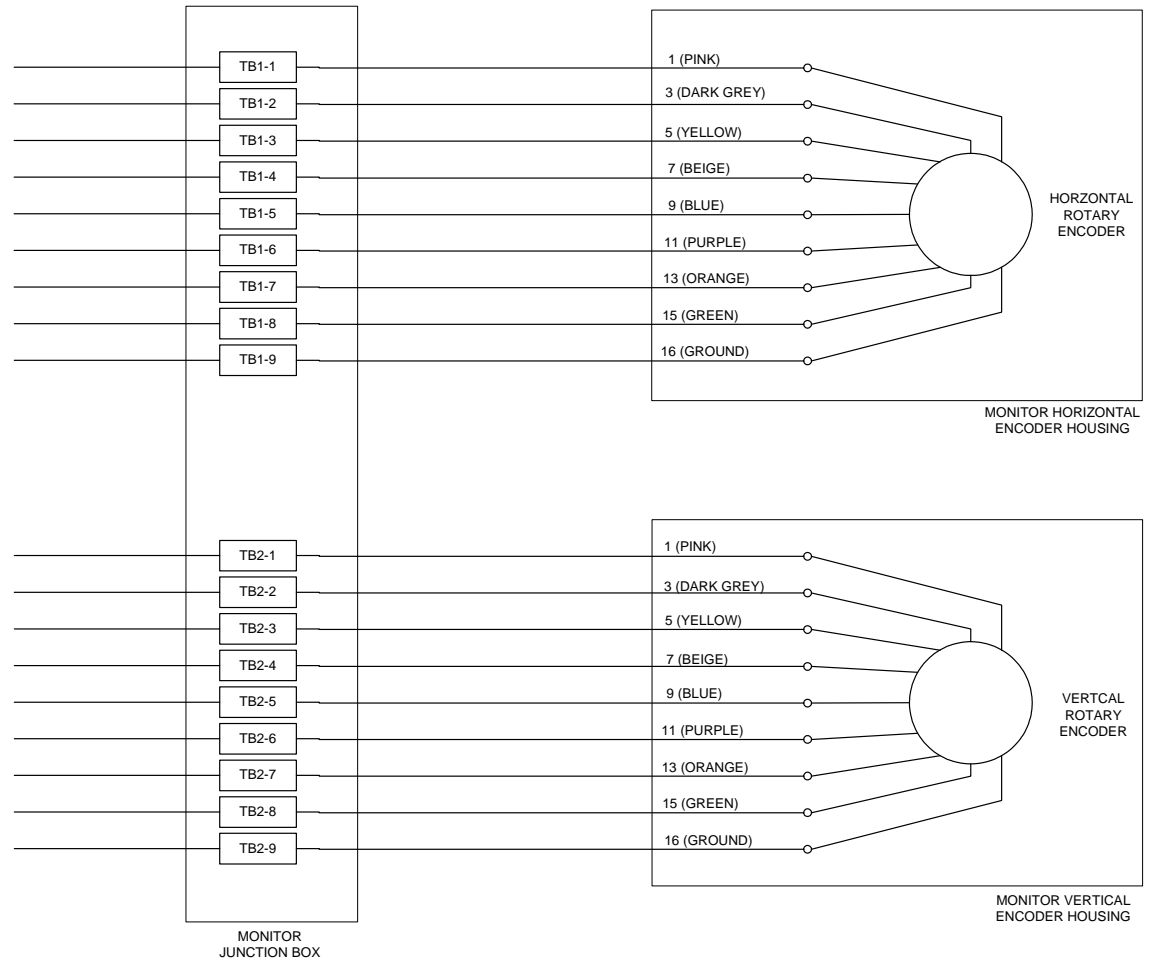 TB1-1
1 (PINK)
TB1-2
3 (DARK GREY)
TB1-3
5 (YELLOW)
TB1-4
7 (BEIGE)
TB1-5
9 (BLUE)
TB1-6
11 (PURPLE)
TB1-7
13 (ORANGE)
TB1-8
15 (GREEN)
TB1-9
16 (GROUND)
HORZONTAL
ROTARY
ENCODER
MONITOR HORIZONTAL
ENCODER HOUSING
TB2-1
1 (PINK)
TB2-2
3 (DARK GREY)
TB2-3
5 (YELLOW)
TB2-4
7 (BEIGE)
TB2-5
9 (BLUE)
TB2-6
11 (PURPLE)
TB2-7
13 (ORANGE)
TB2-8
15 (GREEN)
TB2-9
16 (GROUND)
VERTCAL
ROTARY
ENCODER
MONITOR VERTICAL
ENCODER HOUSING
MONITOR
JUNCTION BOX